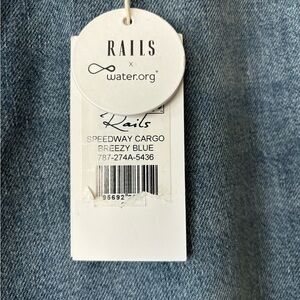 RAILS
x
water.org
Rails
SPEEDWAY CARGO
BREEZY BLUE
787-274A-5436